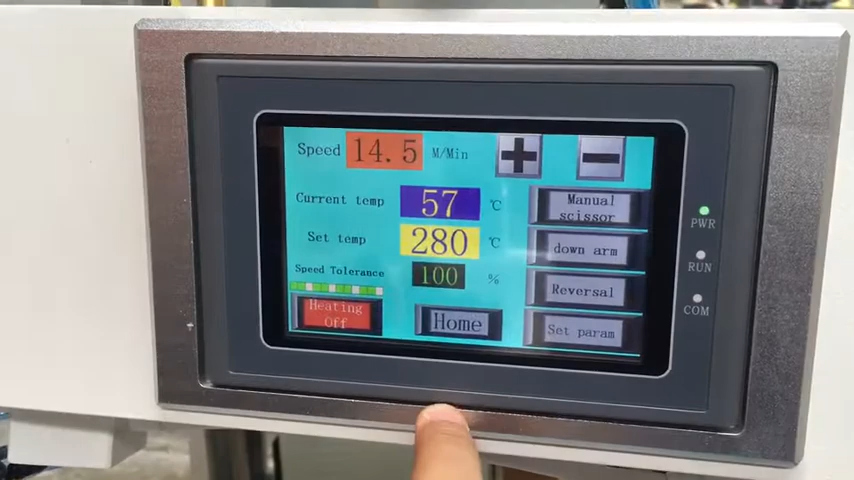 Speed 14.5 M/Min + −
Current temp 57 ℃
Manual
scissor
Set temp 280 ℃
down arm
Speed Tolerance 100 %
Reversal
Heating
Off
Home
Set param
PWR
RUN
COM